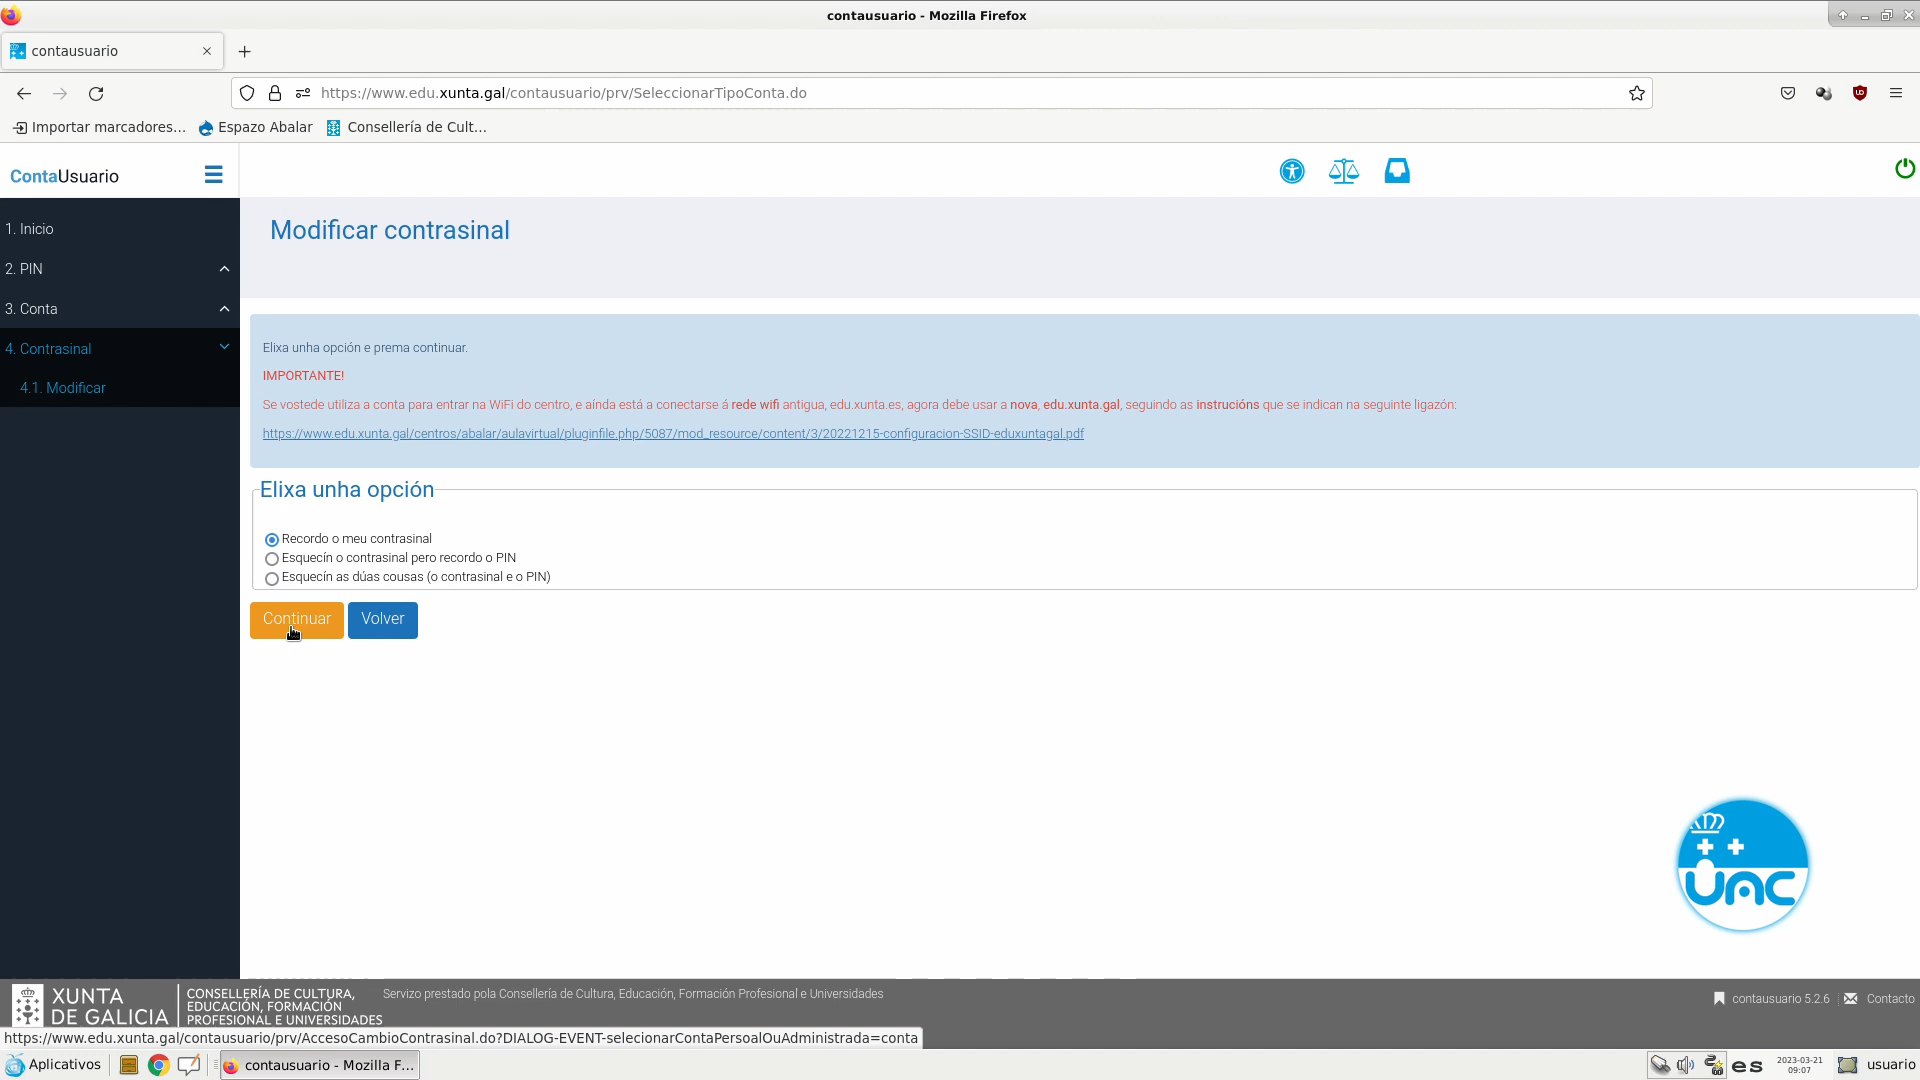 contausuario - Mozilla Firefox
contausuario
https://www.edu.xunta.gal/contausuario/prv/SeleccionarTipoConta.do
Importar marcadores…
Espazo Abalar
Consellería de Cult…
ContaUsuario
1. Inicio
2. PIN
3. Conta
4. Contrasinal
4.1. Modificar
Modificar contrasinal
Elixa unha opción e prema continuar.
IMPORTANTE!
Se vostede utiliza a conta para entrar na WiFi do centro, e aínda está a conectarse á rede wifi antigua, edu.xunta.es, agora debe usar a nova, edu.xunta.gal, seguindo as instrucións que se indican na seguinte ligazón:
https://www.edu.xunta.gal/centros/abalar/aulavirtual/pluginfile.php/5087/mod_resource/content/3/20221215-configuracion-SSID-eduxuntagal.pdf
Elixa unha opción
Recordo o meu contrasinal
Esquecín o contrasinal pero recordo o PIN
Esquecín as dúas cousas (o contrasinal e o PIN)
Continuar
Volver
UAC
XUNTA
DE GALICIA
CONSELLERÍA DE CULTURA,
EDUCACIÓN, FORMACIÓN
PROFESIONAL E UNIVERSIDADES
Servizo prestado pola Consellería de Cultura, Educación, Formación Profesional e Universidades
contausuario 5.2.6
Contacto
https://www.edu.xunta.gal/contausuario/prv/AccesoCambioContrasinal.do?DIALOG-EVENT-selecionarContaPersoalOuAdministrada=conta
Aplicativos
contausuario - Mozilla F...
es
2023-03-21
09:07
usuario